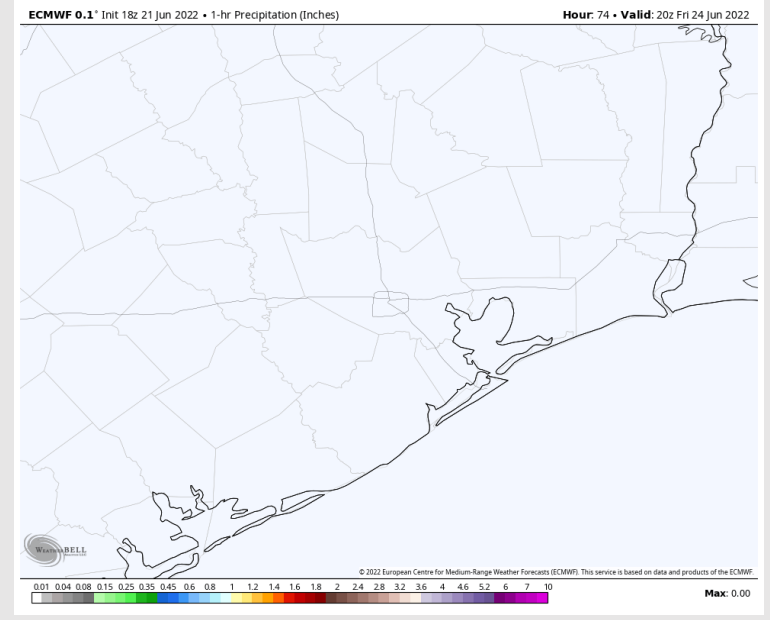 ECMWF 0.1° Init 18z 21 Jun 2022 • 1-hr Precipitation (Inches)
Hour: 74 • Valid: 20z Fri 24 Jun 2022
WEATHERBELL
© 2022 European Centre for Medium-Range Weather Forecasts (ECMWF). This service is based on data and products of the ECMWF.
0.01 0.04 0.08 0.15 0.25 0.35 0.45 0.6 0.8 1 1.2 1.4 1.6 1.8 2 2.4 2.8 3.2 3.6 4 4.6 5.2 6 7 10
Max: 0.00